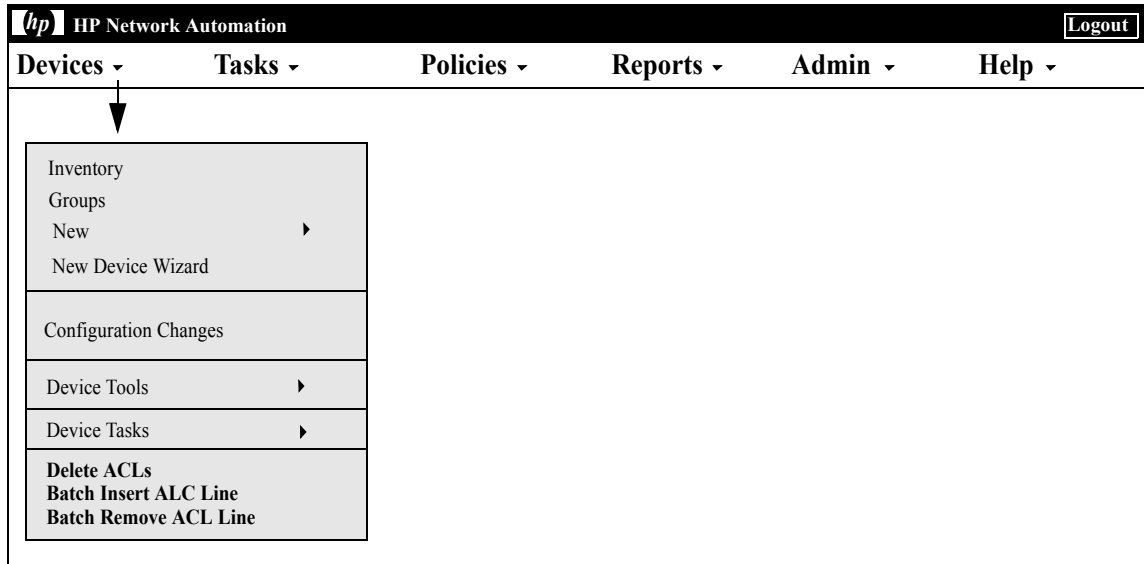 hp HP Network Automation Logout
Devices Tasks Policies Reports Admin Help
Inventory
Groups
New
New Device Wizard
Configuration Changes
Device Tools
Device Tasks
Delete ACLs
Batch Insert ALC Line
Batch Remove ACL Line